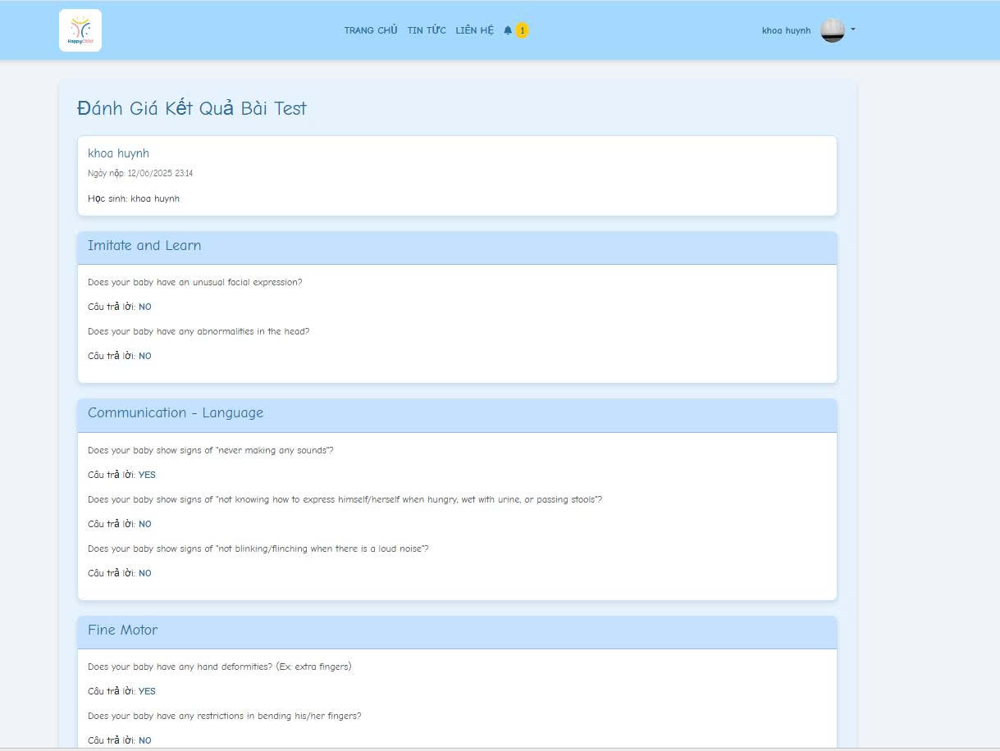 HappyChild
TRANG CHỦ TIN TỨC LIÊN HỆ 1 khoa huynh
Đánh Giá Kết Quả Bài Test
khoa huynh
Ngày nộp: 12/06/2025 23:14
Học sinh: khoa huynh
Imitate and Learn
Does your baby have an unusual facial expression?
Câu trả lời: NO
Does your baby have any abnormalities in the head?
Câu trả lời: NO
Communication - Language
Does your baby show signs of "never making any sounds"?
Câu trả lời: YES
Does your baby show signs of "not knowing how to express himself/herself when hungry, wet with urine, or passing stools"?
Câu trả lời: NO
Does your baby show signs of "not blinking/flinching when there is a loud noise"?
Câu trả lời: NO
Fine Motor
Does your baby have any hand deformities? (Ex: extra fingers)
Câu trả lời: YES
Does your baby have any restrictions in bending his/her fingers?
Câu trả lời: NO